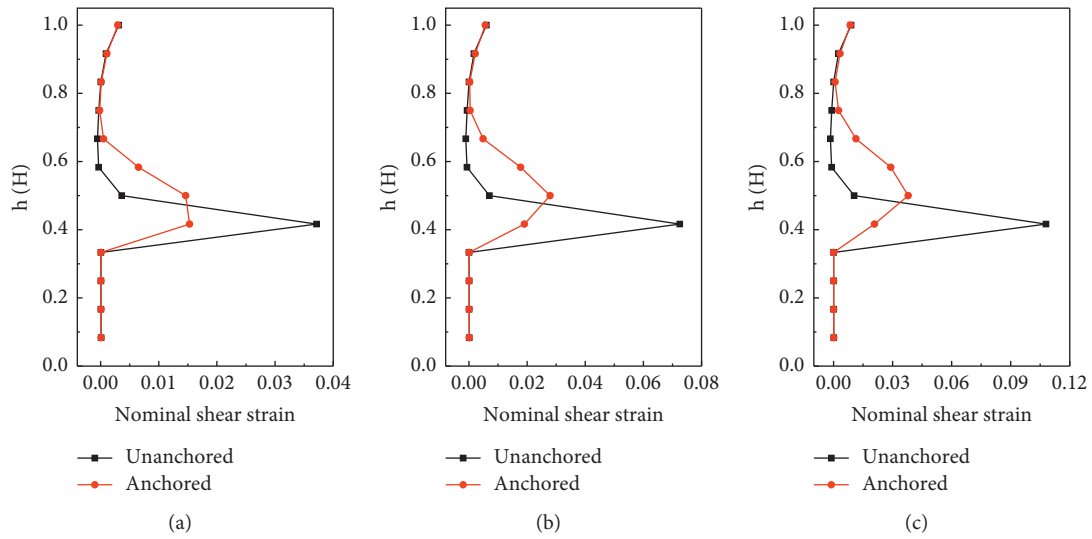 1.0
0.8
0.6
0.4
0.2
0.0
h (H)
0.00 0.01 0.02 0.03 0.04
Nominal shear strain
Unanchored
Anchored
(a)
1.0
0.8
0.6
0.4
0.2
0.0
h (H)
0.00 0.02 0.04 0.06 0.08
Nominal shear strain
Unanchored
Anchored
(b)
1.0
0.8
0.6
0.4
0.2
0.0
h (H)
0.00 0.03 0.06 0.09 0.12
Nominal shear strain
Unanchored
Anchored
(c)